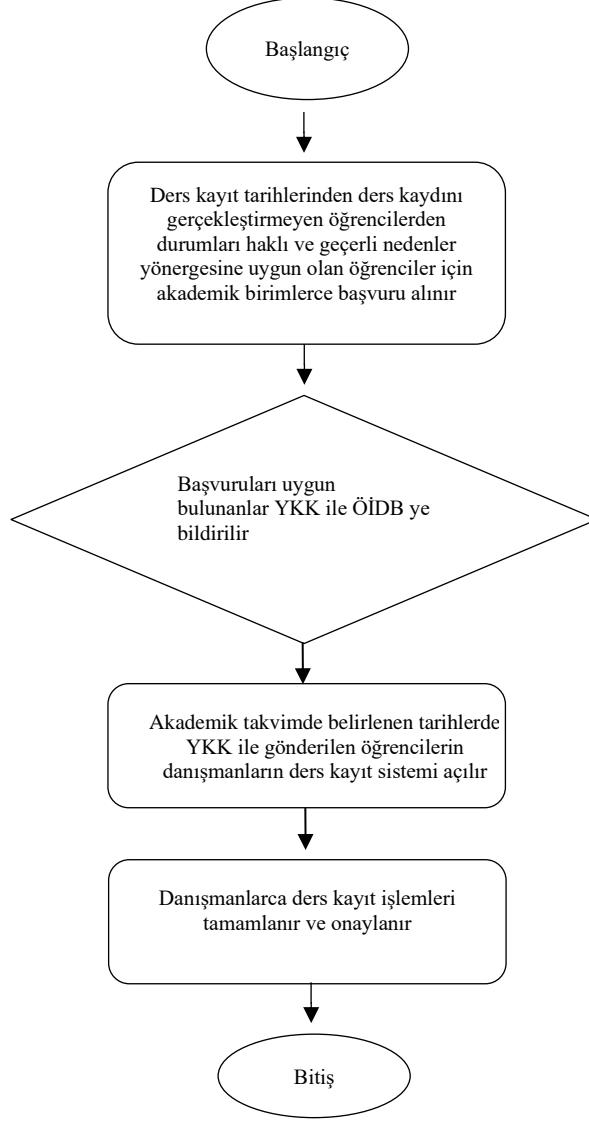 Başlangıç
Ders kayıt tarihlerinden ders kaydını
gerçekleştirmeyen öğrencilerden
durumları haklı ve geçerli nedenler
yönergesine uygun olan öğrenciler için
akademik birimlerce başvuru alınır
Başvuruları uygun
bulunanlar YKK ile ÖİDB ye
bildirilir
Akademik takvimde belirlenen tarihlerde
YKK ile gönderilen öğrencilerin
danışmanların ders kayıt sistemi açılır
Danışmanlarca ders kayıt işlemleri
tamamlanır ve onaylanır
Bitiş